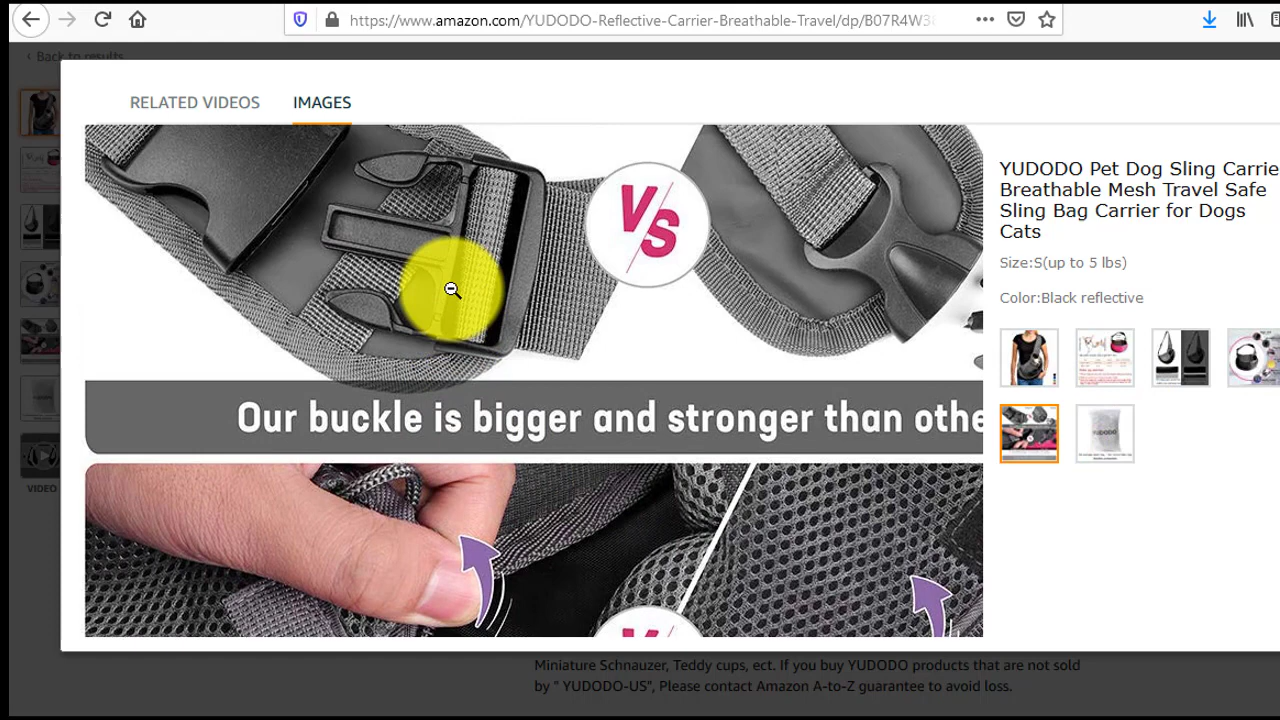 https://www.amazon.com/YUDODO-Reflective-Carrier-Breathable-Travel/dp/B07R4W3
Back to results
RELATED VIDEOS
IMAGES
VS
YUDODO Pet Dog Sling Carrie
Breathable Mesh Travel Safe
Sling Bag Carrier for Dogs
Cats
Size:S(up to 5 lbs)
Color:Black reflective
YUDODO
Our buckle is bigger and stronger than othe
VIDEO
Miniature Schnauzer, Teddy cups, ect. If you buy YUDODO products that are not sold
by " YUDODO-US", Please contact Amazon A-to-Z guarantee to avoid loss.